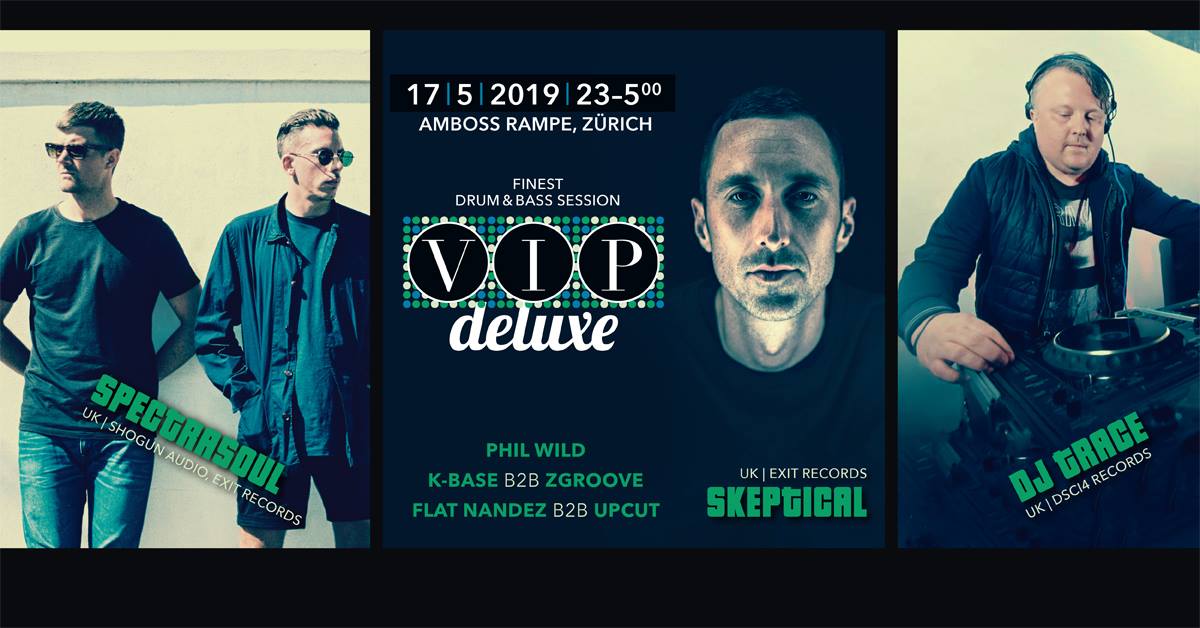 17|5|2019|23–5⁰⁰
AMBOSS RAMPE, ZÜRICH
FINEST
DRUM & BASS SESSION
VIP
deluxe
PHIL WILD
K-BASE B2B ZGROOVE
FLAT NANDEZ B2B UPCUT
SPECTRASOUL
UK | SHOGUN AUDIO, EXIT RECORDS
UK | EXIT RECORDS
SKEPTICAL
DJ TRACE
UK | DSCI4 RECORDS